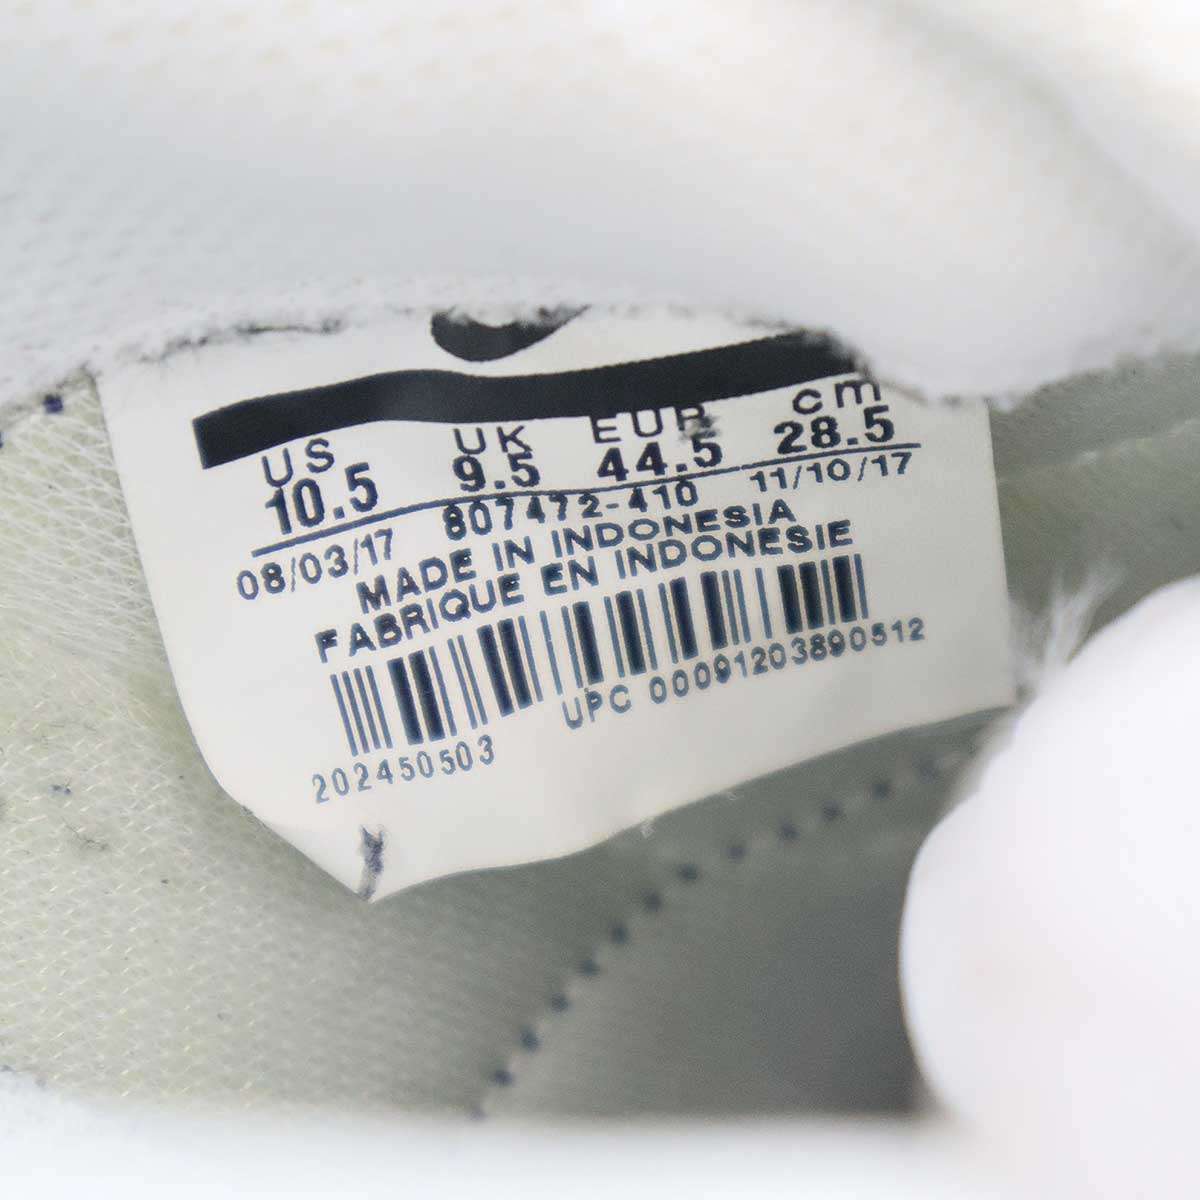 US UK EUR cm
10.5 9.5 44.5 28.5
08/03/17 807472-410 11/10/17
MADE IN INDONESIA
FABRIQUE EN INDONESIE
202450503 UPC 00091203890512